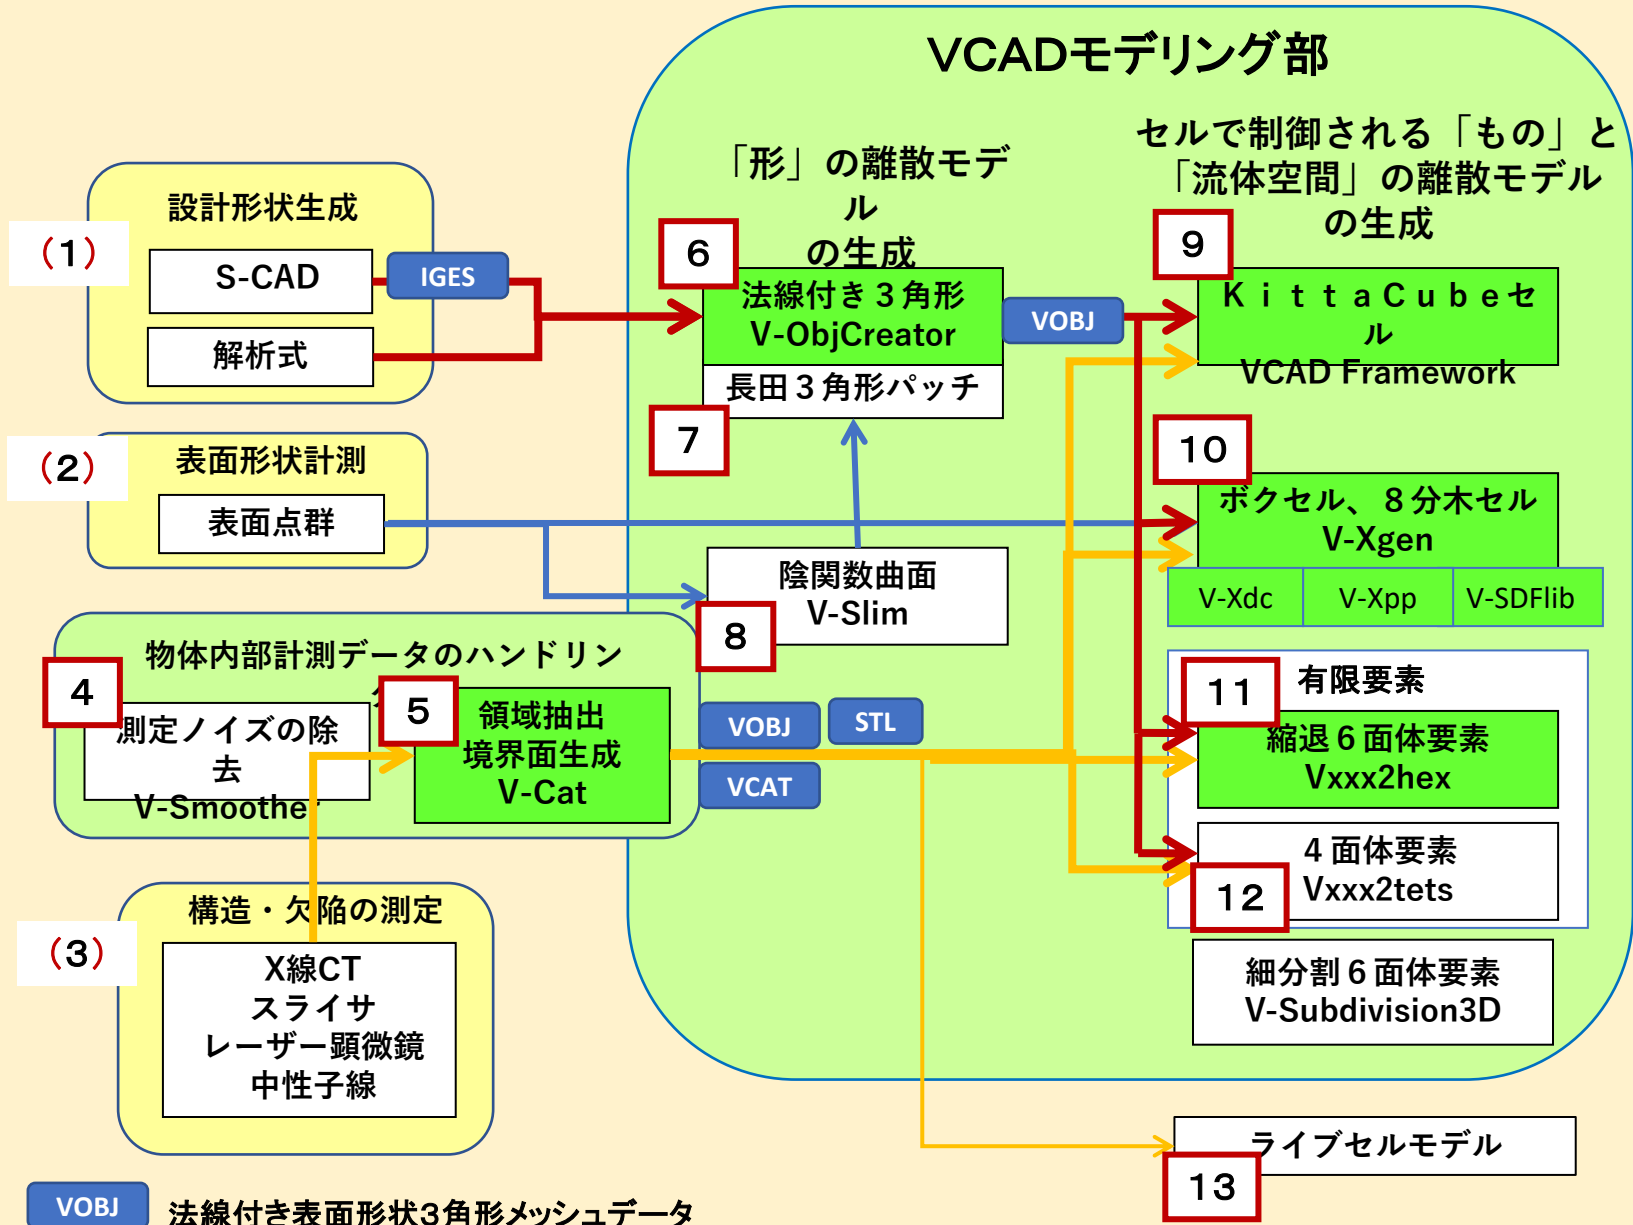 VCADモデリング部
「形」の離散モデ
ル
の生成
セルで制御される「もの」と
「流体空間」の離散モデル
の生成
(1)
設計形状生成
S-CAD
解析式
IGES
6
法線付き3角形
V-ObjCreator
長田3角形パッチ
7
VOBJ
9
KittaCubeセ
ル
VCAD Framework
(2)
表面形状計測
表面点群
10
ボクセル、8分木セル
V-Xgen
V-Xdc
V-Xpp
V-SDFlib
陰関数曲面
V-Slim
8
物体内部計測データのハンドリン
4
測定ノイズの除
去
V-Smoother
5
領域抽出
境界面生成
V-Cat
VOBJ
STL
VCAT
有限要素
11
縮退6面体要素
Vxxx2hex
4面体要素
Vxxx2tets
12
細分割6面体要素
V-Subdivision3D
(3)
構造・欠陥の測定
X線CT
スライサ
レーザー顕微鏡
中性子線
ライブセルモデル
13
VOBJ
法線付き表面形状3角形メッシュデータ